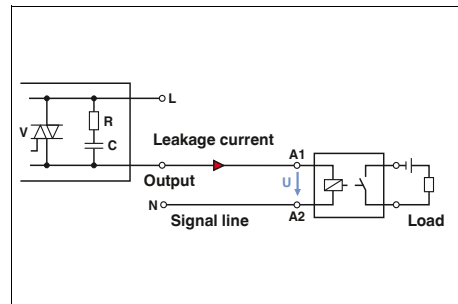 L
R
V
C
Leakage current
A1
Output
U
N
Signal line
A2
Load